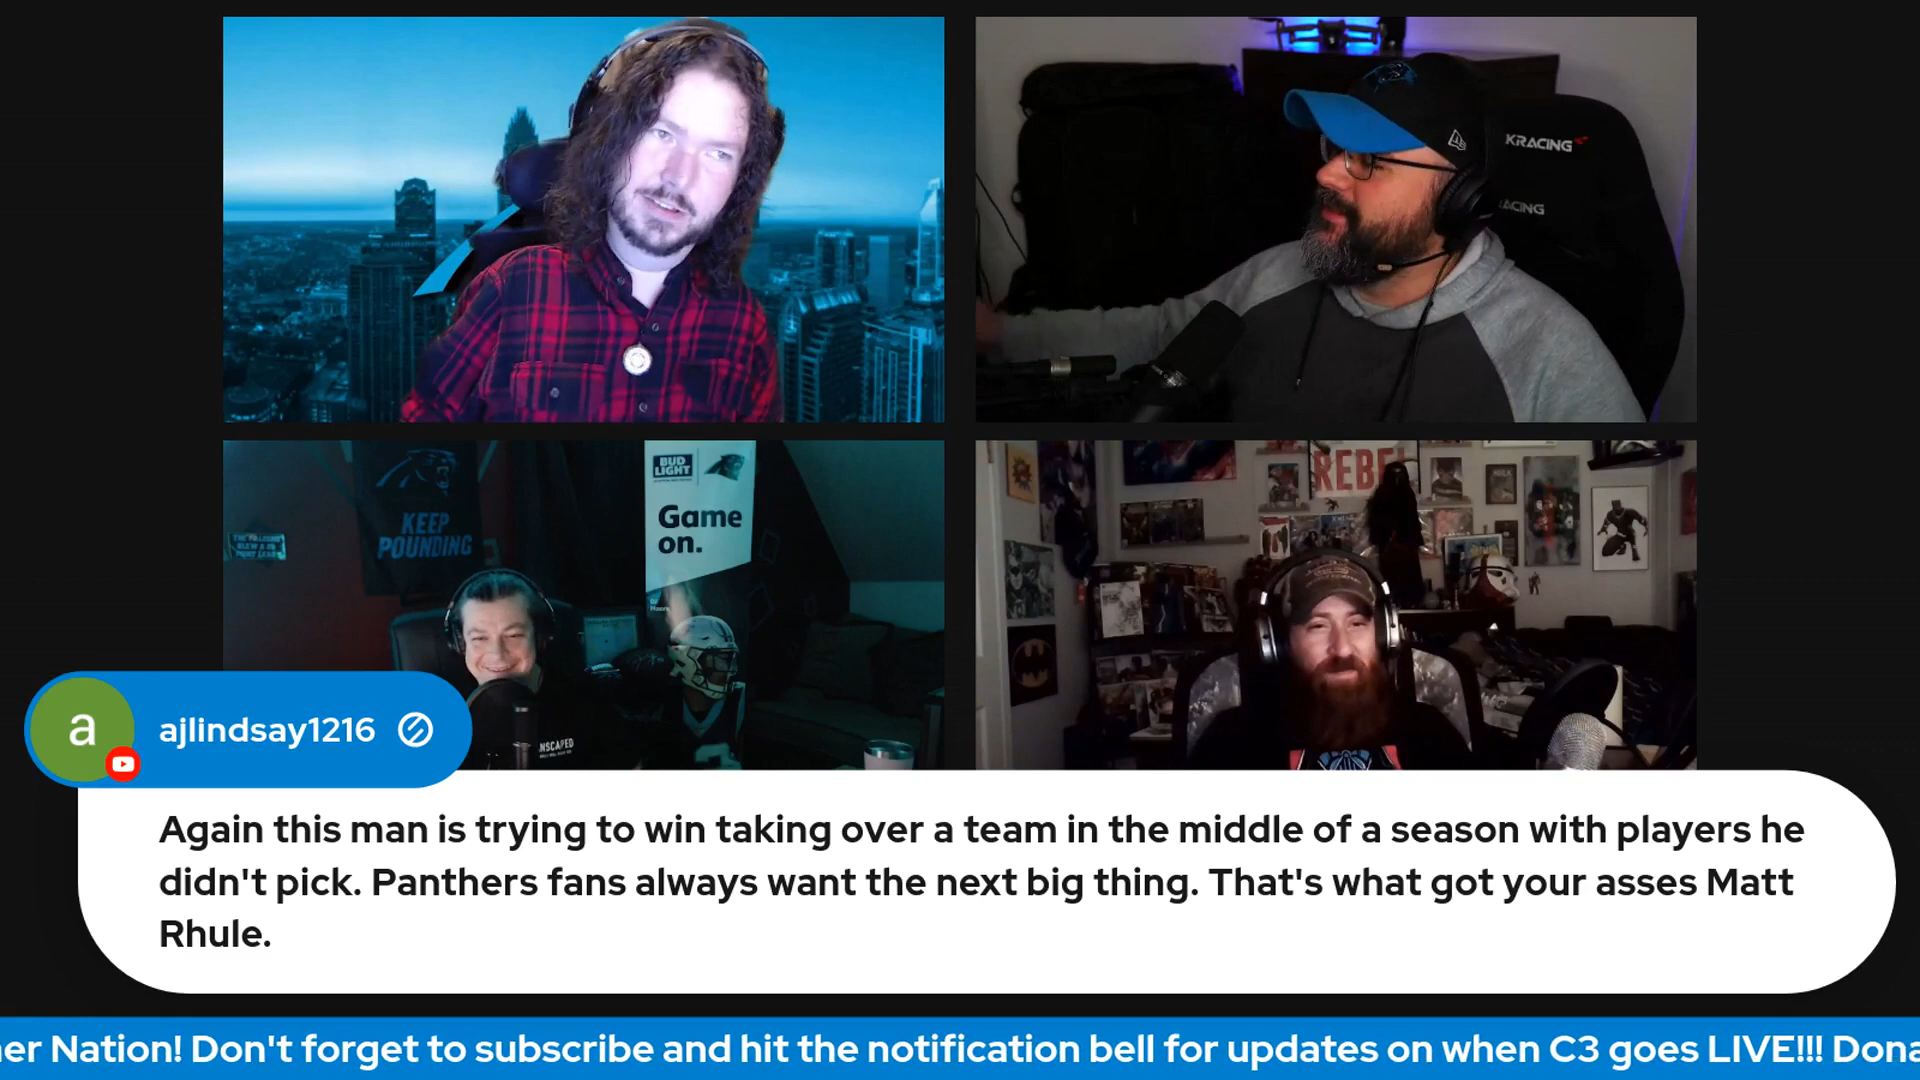 KRACING
ACING
BUD
LIGHT
KEEP
POUNDING
Game
on.
REBEL
ajlindsay1216
a
NSCAPED
Again this man is trying to win taking over a team in the middle of a season with players he
didn't pick. Panthers fans always want the next big thing. That's what got your asses Matt
Rhule.
er Nation! Don't forget to subscribe and hit the notification bell for updates on when C3 goes LIVE!!! Dona